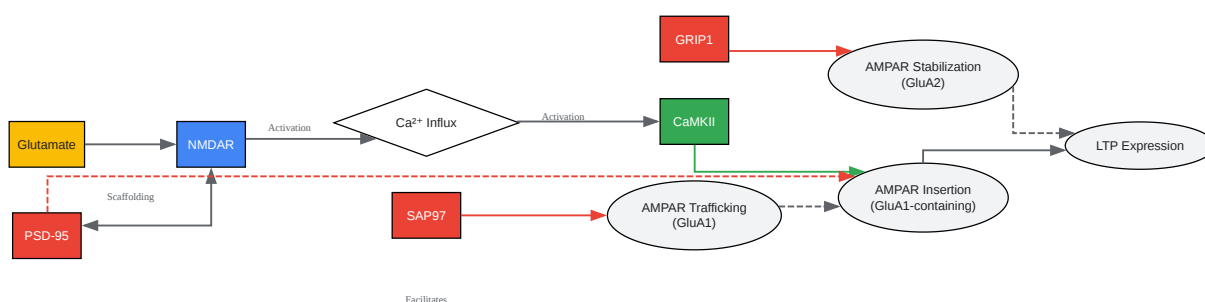 GRIP1
AMPAR Stabilization
(GluA2)
Glutamate
NMDAR
Activation
Ca²⁺ Influx
Activation
CaMKII
LTP Expression
Scaffolding
PSD-95
SAP97
AMPAR Trafficking
(GluA1)
AMPAR Insertion
(GluA1-containing)
Facilitates